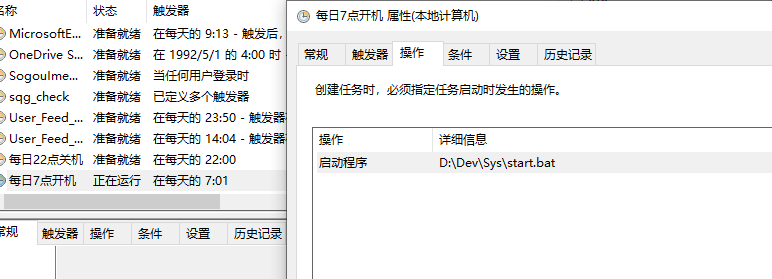 名称 状态 触发器
MicrosoftE... 准备就绪 在每天的 9:13 - 触发后,
OneDrive S... 准备就绪 在 1992/5/1 的 4:00 时 -
SogouIme... 准备就绪 当任何用户登录时
sqg_check 准备就绪 已定义多个触发器
User_Feed_... 准备就绪 在每天的 23:50 - 触发器
User_Feed_... 准备就绪 在每天的 14:04 - 触发器
每日22点关机 准备就绪 在每天的 22:00
每日7点开机 正在运行 在每天的 7:01
常规 触发器 操作 条件 设置 历史记录
每日7点开机 属性(本地计算机)
常规 触发器 操作 条件 设置 历史记录
创建任务时，必须指定任务启动时发生的操作。
操作 详细信息
启动程序 D:\Dev\Sys\start.bat